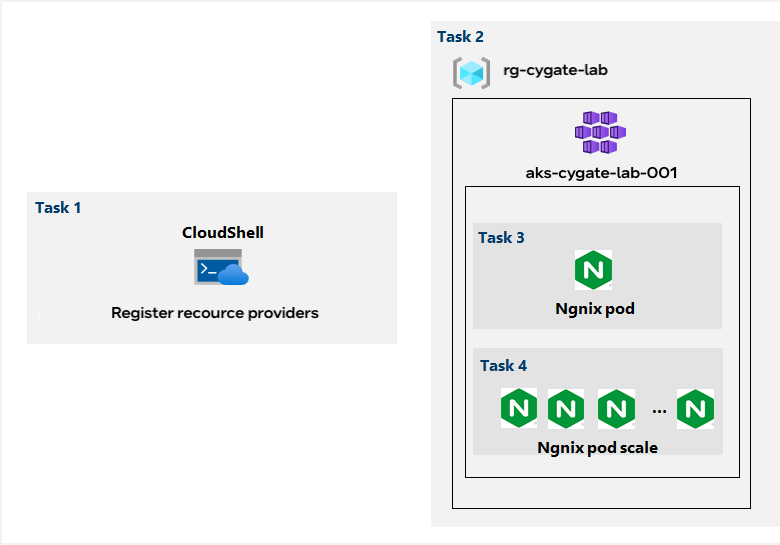 Task 1
CloudShell
Register recource providers
Task 2
rg-cygate-lab
aks-cygate-lab-001
Task 3
N
Ngnix pod
Task 4
N N N ... N
Ngnix pod scale